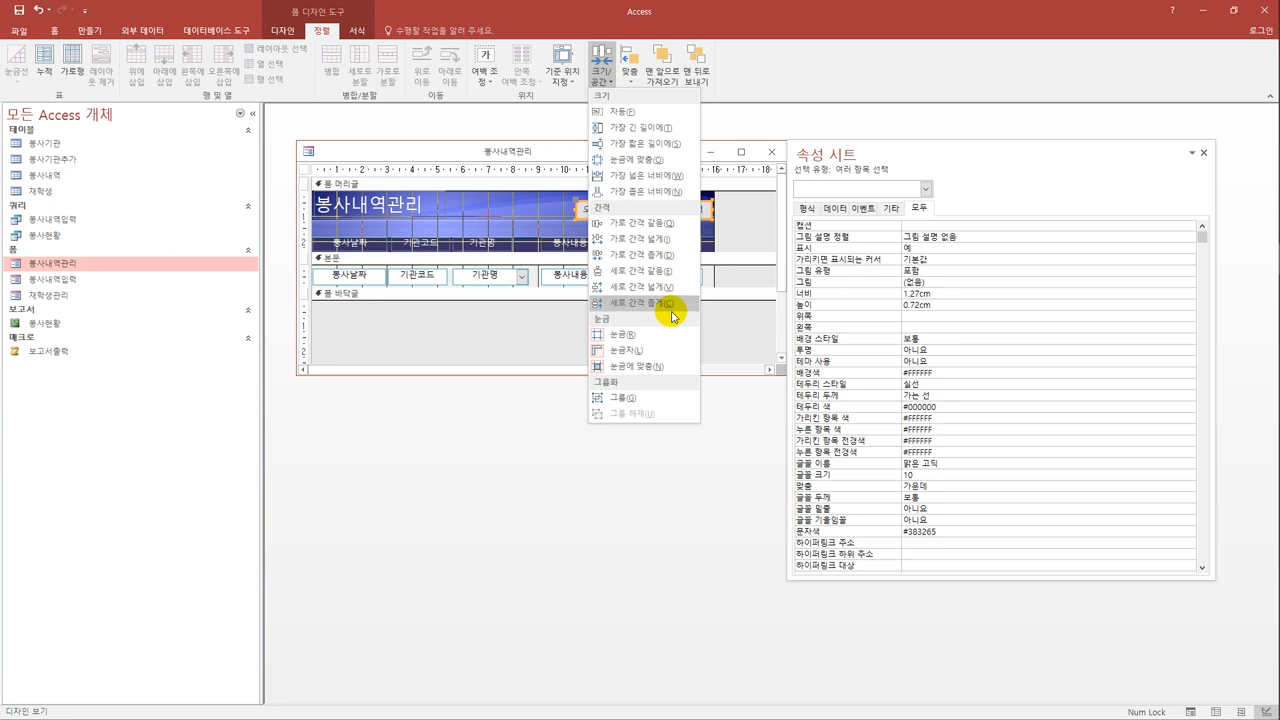 폼 디자인 도구
Access
파일 홈 만들기 외부 데이터 데이터베이스 도구 디자인 정렬 서식 수행할 작업을 알려 주세요. 로그인
눈금선 누적 가로형 레이아웃 제거 위에 삽입 아래에 삽입 왼쪽에 삽입 오른쪽에 삽입 레이아웃 선택 열 선택 행 선택 병합 세로로 분할 가로로 분할 위로 이동 아래로 이동 여백 조정 안쪽 여백 조정 기준 위치 지정 크기/공간 맞춤 맨 앞으로 가져오기 맨 뒤로 보내기
표 행 및 열 병합/분할 이동 위치
모든 Access 개체
테이블
봉사기관
봉사기관추가
봉사내역
재학생
쿼리
봉사내역입력
봉사현황
폼
봉사내역관리
봉사내역입력
재학생관리
보고서
봉사현황
매크로
보고서출력
봉사내역관리
폼 머리글
봉사내역관리
봉사날짜 기관코드 기관명 봉사내용
본문
봉사날짜 기관코드 기관명 봉사내용
폼 바닥글
크기
자동(F)
가장 긴 길이에(T)
가장 짧은 길이에(S)
눈금에 맞춤(O)
가장 넓은 너비에(W)
가장 좁은 너비에(N)
간격
가로 간격 같음(Q)
가로 간격 넓게(I)
가로 간격 좁게(D)
세로 간격 같음(E)
세로 간격 넓게(V)
세로 간격 좁게(C)
눈금
눈금(R)
눈금자(L)
눈금에 맞춤(N)
그룹화
그룹(G)
그룹 해제(U)
속성 시트
선택 유형: 여러 항목 선택
형식 데이터 이벤트 기타 모두
캡션
그림 설명 정렬 그림 설명 없음
표시 예
가리키면 표시되는 커서 기본값
그림 유형 포함
그림 (없음)
너비 1.27cm
높이 0.72cm
위쪽
왼쪽
배경 스타일 보통
투명 아니요
테마 사용 아니요
배경색 #FFFFFF
테두리 스타일 실선
테두리 두께 가는 선
테두리 색 #000000
가리킨 항목 색 #FFFFFF
누른 항목 색 #FFFFFF
가리킨 항목 전경색 #FFFFFF
누른 항목 전경색 #FFFFFF
글꼴 이름 맑은 고딕
글꼴 크기 10
맞춤 가운데
글꼴 두께 보통
글꼴 밑줄 아니요
글꼴 기울임꼴 아니요
문자색 #383265
하이퍼링크 주소
하이퍼링크 하위 주소
하이퍼링크 대상
디자인 보기
Num Lock